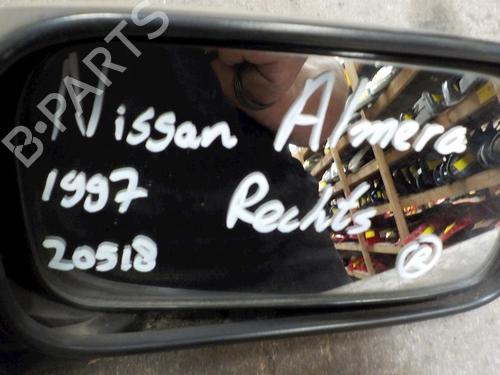 B-PARTS
Nissan Almera
1997 Rechts
20518 R